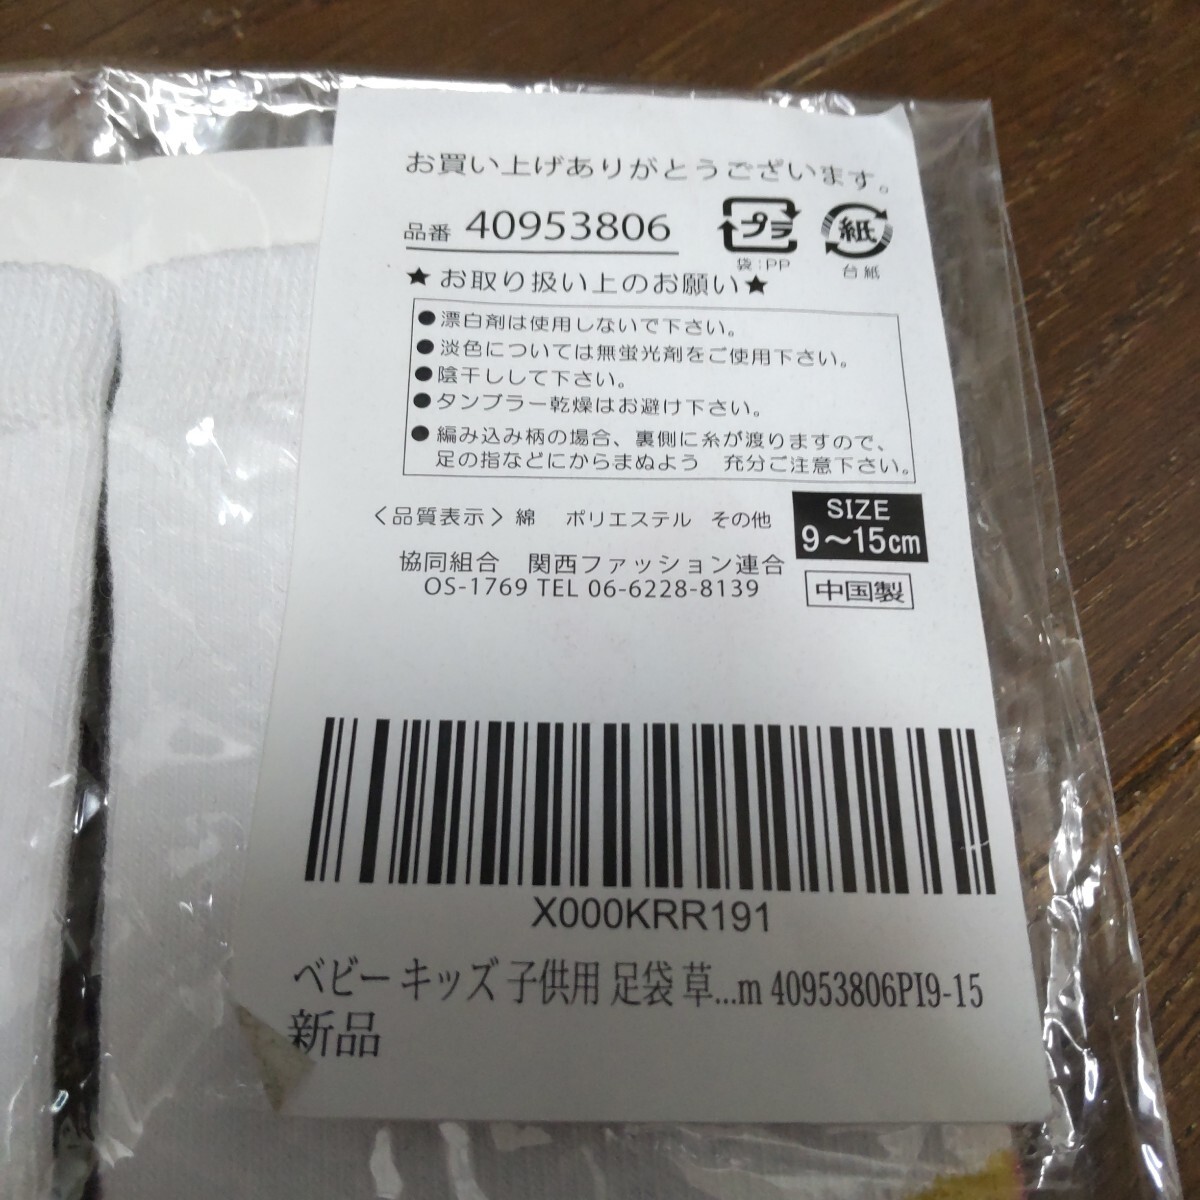 お買い上げありがとうございます。
品番 40953806
プラ
袋:PP
紙
台紙
★お取り扱い上のお願い★
●漂白剤は使用しないで下さい。
●淡色については無蛍光剤をご使用下さい。
●陰干しして下さい。
●タンブラー乾燥はお避け下さい。
●編み込み柄の場合、裏側に糸が渡りますので、
足の指などにからまぬよう 充分ご注意下さい。
〈品質表示〉綿 ポリエステル その他
SIZE
9〜15cm
協同組合 関西ファッション連合
OS-1769 TEL 06-6228-8139
中国製
X000KRR191
ベビー キッズ 子供用 足袋 草...m 40953806PI9-15
新品